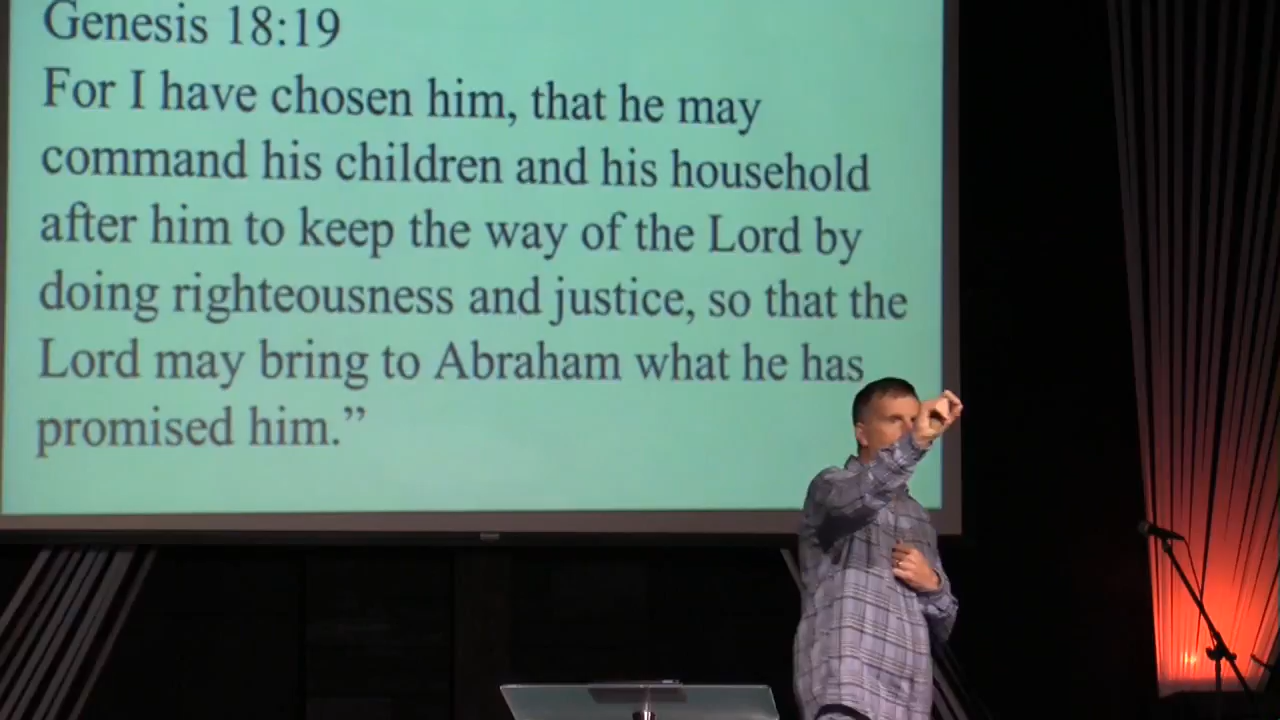 Genesis 18:19
For I have chosen him, that he may
command his children and his household
after him to keep the way of the Lord by
doing righteousness and justice, so that the
Lord may bring to Abraham what he has
promised him.”